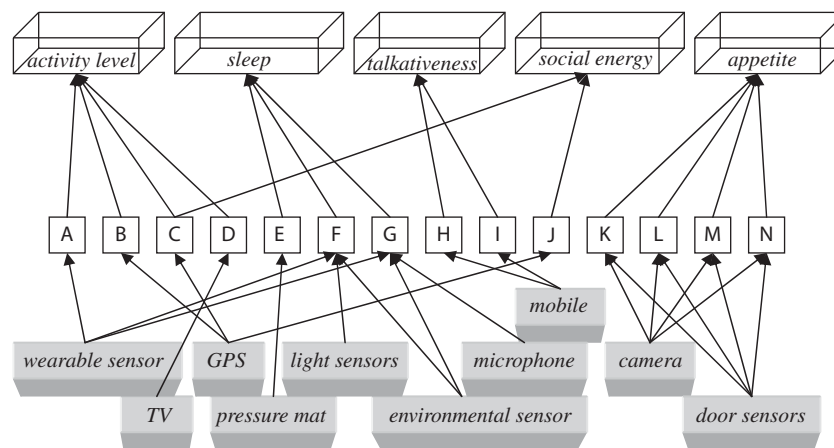 activity level
sleep
talkativeness
social energy
appetite
A B C D E F G H I J K L M N
mobile
wearable sensor
GPS
light sensors
microphone
camera
TV
pressure mat
environmental sensor
door sensors